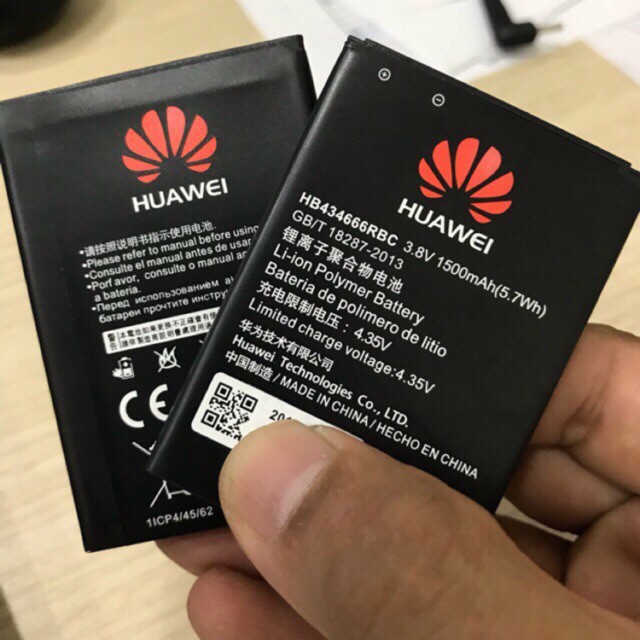 HUAWEI
•请按照说明书指示使用电池.
•Please refer to manual before using
•Consulte el manual antes de usar
•Porf avor, consulte o manual
a bateria.
•Перед использованием
батареи прочтите
CE
1ICP4/45/62
HUAWEI
HB434666RBC 3.8V 1500mAh(5.7Wh)
GB/T 18287-2013
锂离子聚合物电池
Li-ion Polymer Battery
Bateria de polimero de litio
充电限制电压: 4.35V
Limited charge voltage: 4.35V
华为技术有限公司
Huawei Technologies Co., LTD.
中国制造 / MADE IN CHINA / HECHO EN CHINA